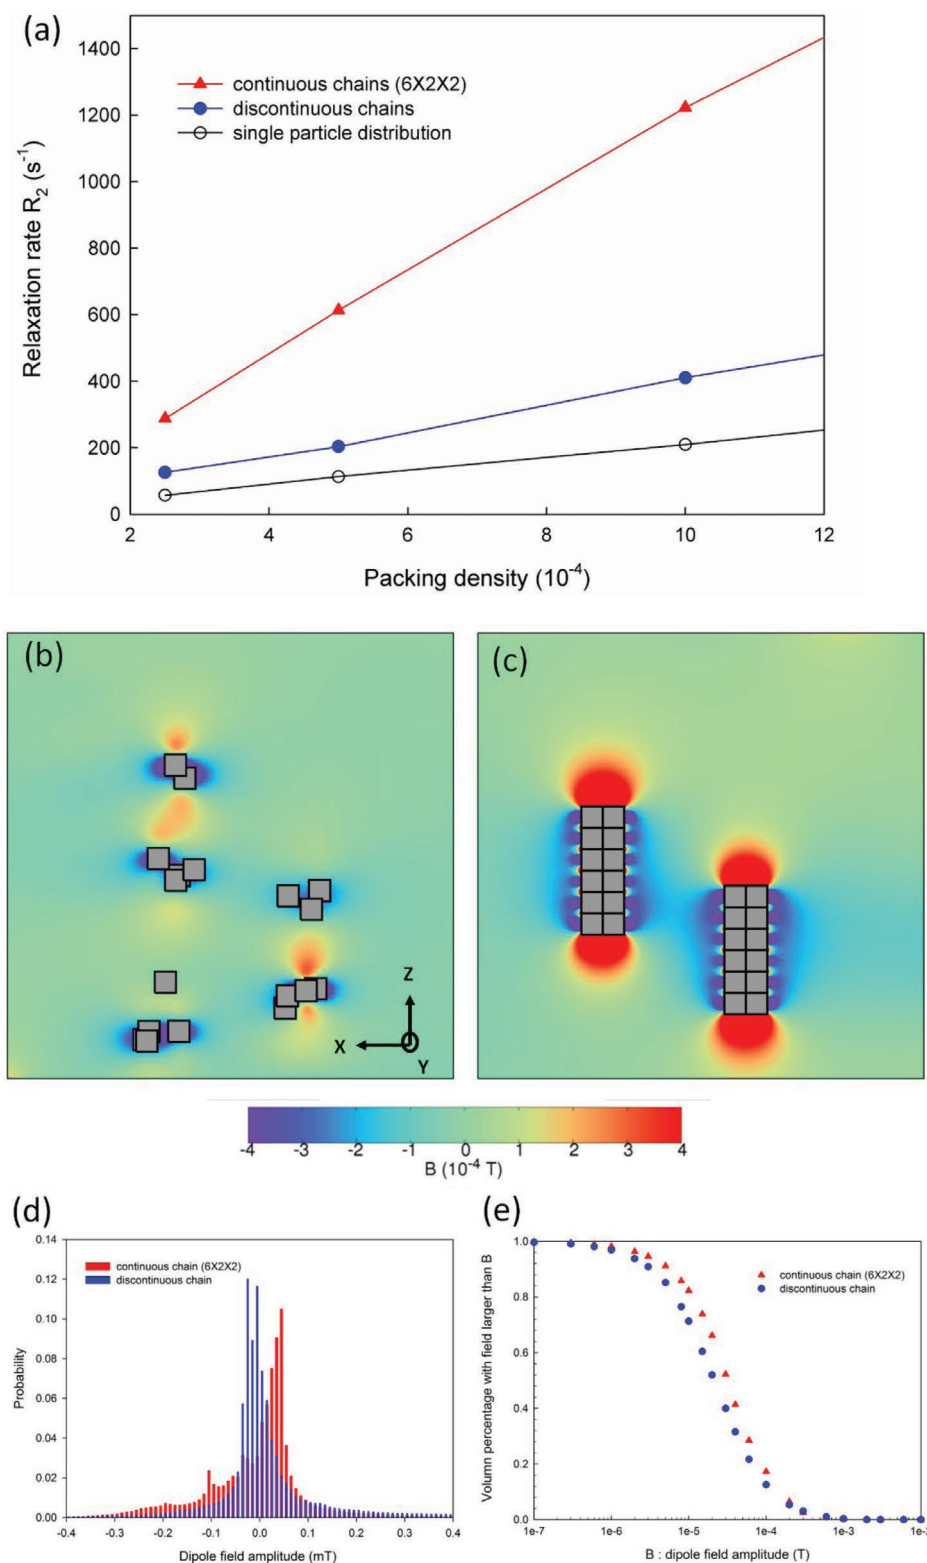 (a)
1400
1200
1000
800
600
400
200
0
Relaxation rate R2 (s-1)
continuous chains (6X2X2)
discontinuous chains
single particle distribution
2 4 6 8 10 12
Packing density (10-4)
(b)
Z
X
Y
(c)
-4 -3 -2 -1 0 1 2 3 4
B (10-4 T)
(d)
0.14
0.12
0.10
0.08
0.06
0.04
0.02
0.00
Probability
continuous chain (6X2X2)
discontinuous chain
-0.4 -0.3 -0.2 -0.1 0.0 0.1 0.2 0.3 0.4
Dipole field amplitude (mT)
(e)
1.0
0.8
0.6
0.4
0.2
0.0
Volumn percentage with field larger than B
continuous chain (6X2X2)
discontinuous chain
1e-7 1e-6 1e-5 1e-4 1e-3 1e-2
B : dipole field amplitude (T)